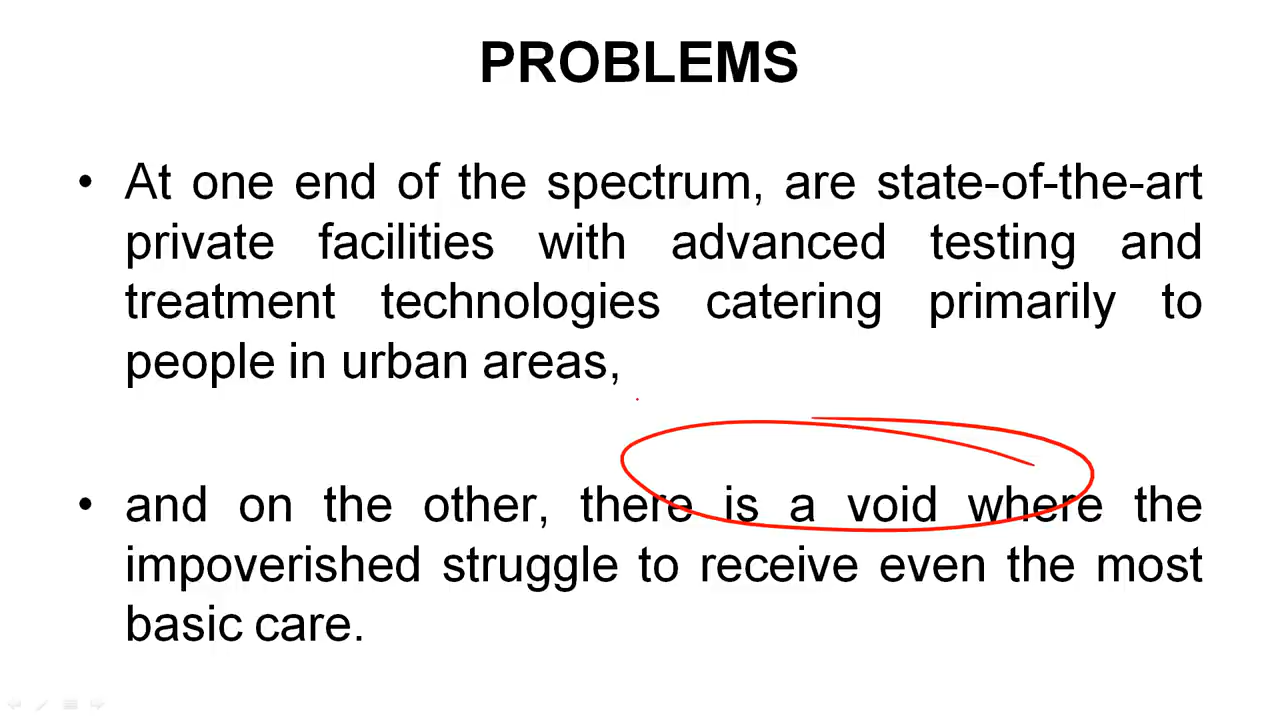 PROBLEMS
• At one end of the spectrum, are state-of-the-art
private facilities with advanced testing and
treatment technologies catering primarily to
people in urban areas,
• and on the other, there is a void where the
impoverished struggle to receive even the most
basic care.